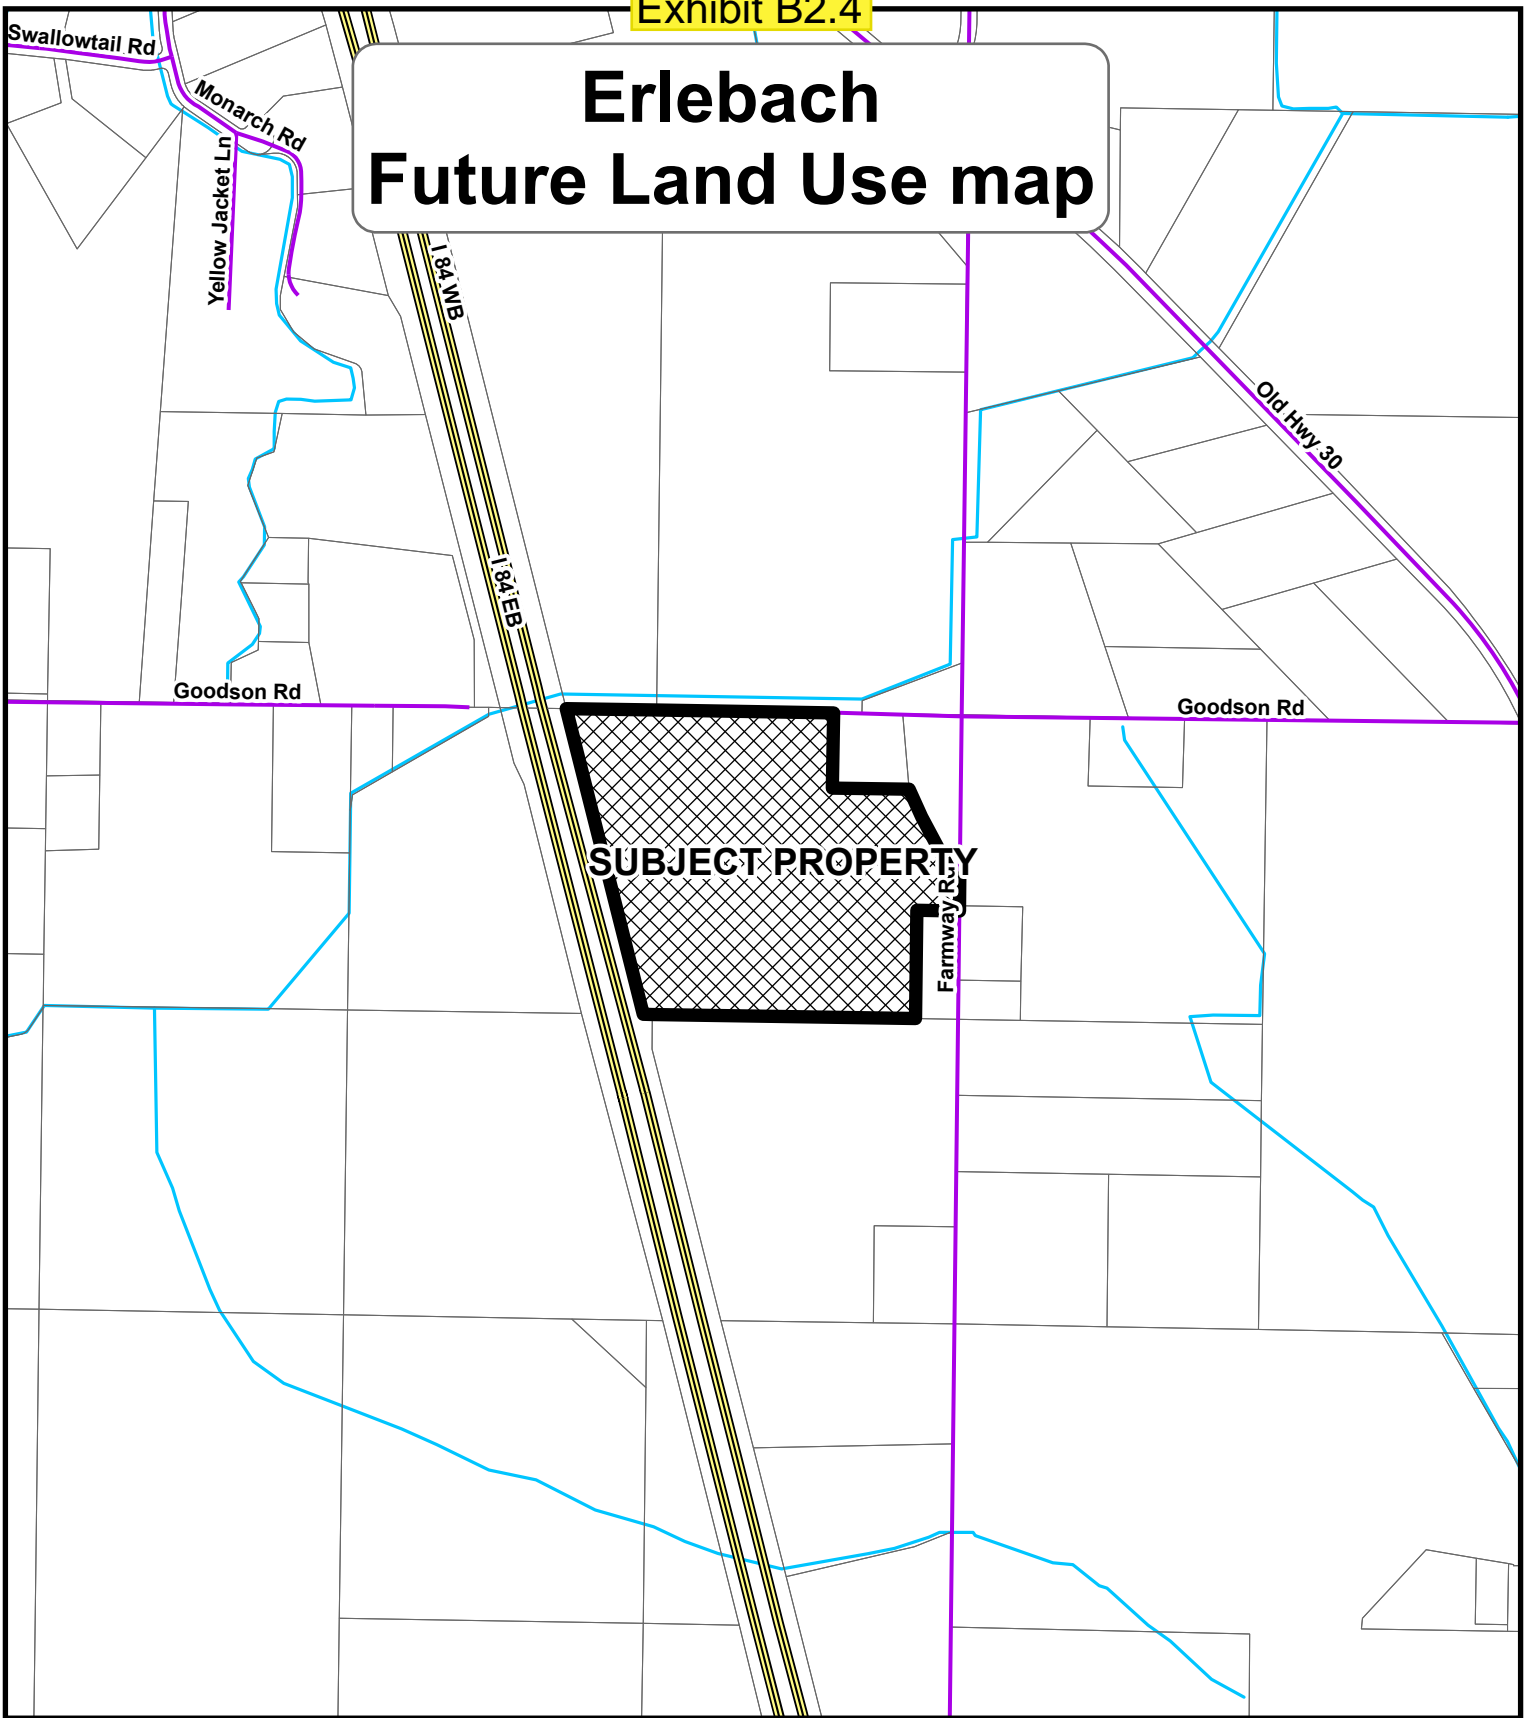 Exhibit B2.4
Erlebach
Future Land Use map
Swallowtail Rd
Monarch Rd
Yellow Jacket Ln
I 84 WB
Old Hwy 30
I 84 EB
Goodson Rd
Goodson Rd
SUBJECT PROPERTY
Farmway Rd